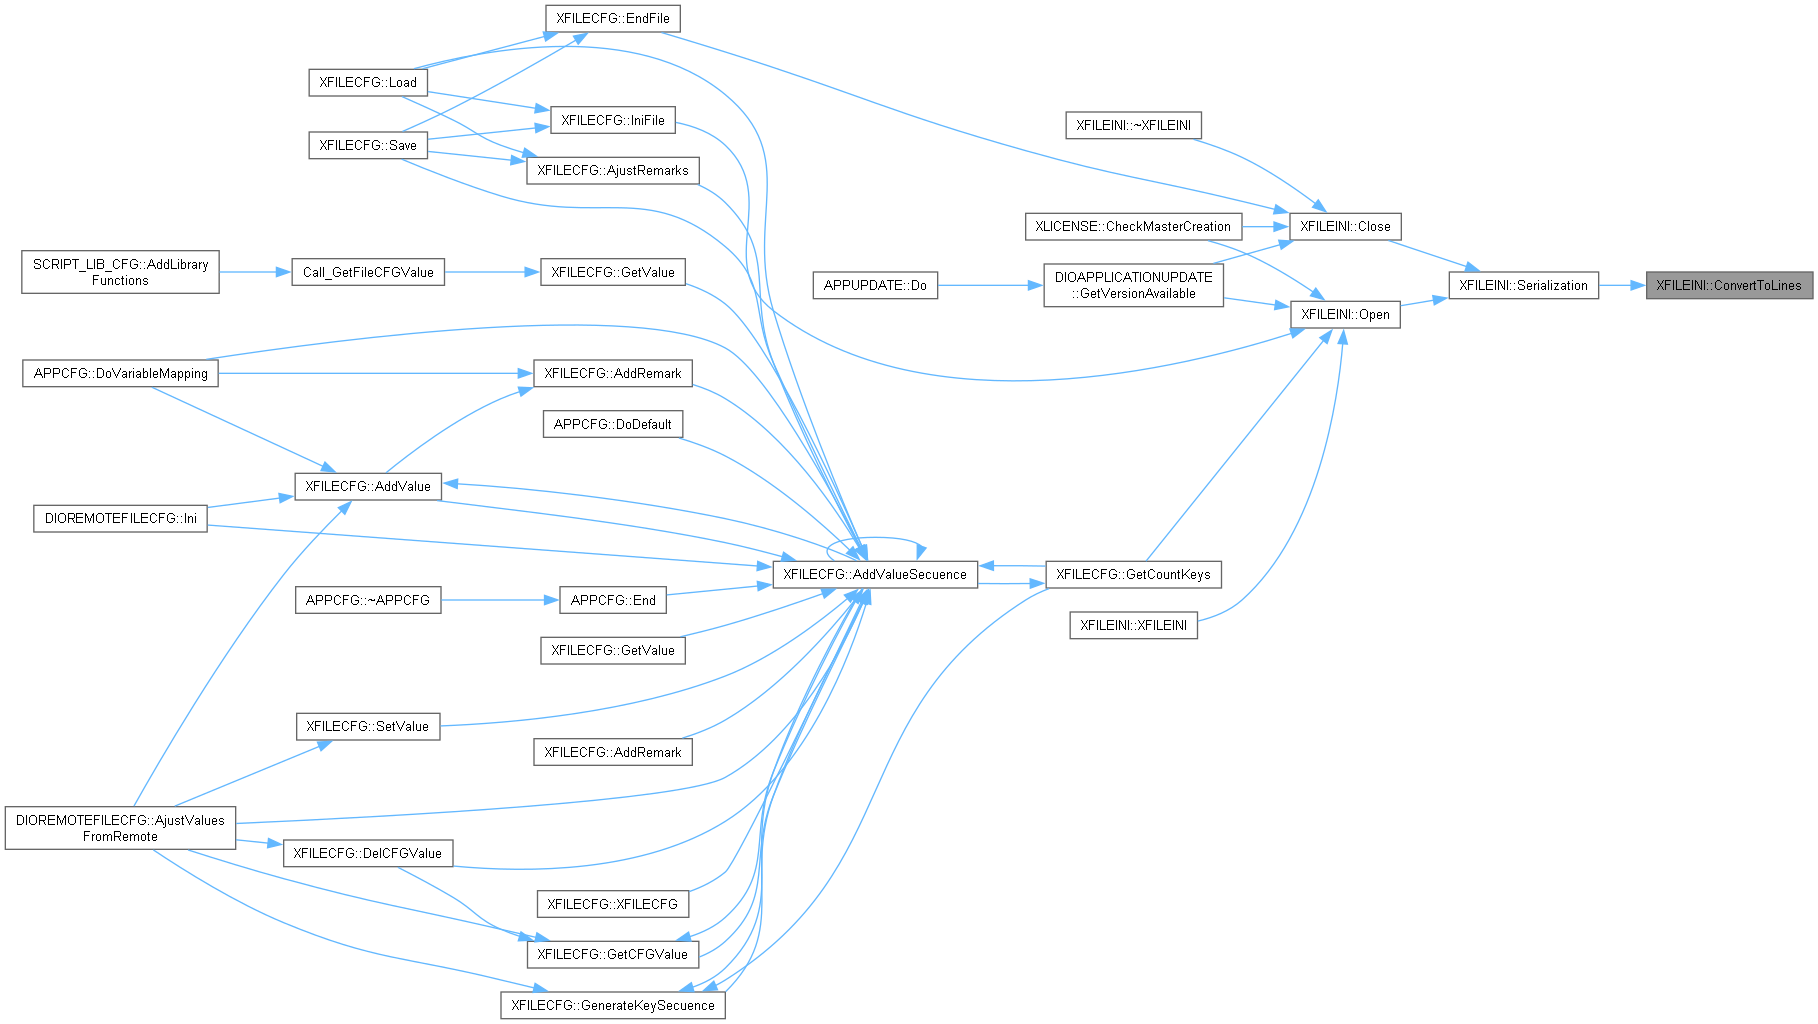 XFILECFG::EndFile
XFILECFG::Load
XFILECFG::IniFile
XFILEINI::~XFILEINI
XFILECFG::Save
XFILECFG::AjustRemarks
XLICENSE::CheckMasterCreation
XFILEINI::Close
SCRIPT_LIB_CFG::AddLibrary
Functions
Call_GetFileCFGValue
XFILECFG::GetValue
APPUPDATE::Do
DIOAPPLICATIONUPDATE
::GetVersionAvailable
XFILEINI::Serialization
XFILEINI::ConvertToLines
XFILEINI::Open
APPCFG::DoVariableMapping
XFILECFG::AddRemark
APPCFG::DoDefault
XFILECFG::AddValue
DIOREMOTEFILECFG::Ini
XFILECFG::AddValueSecuence
XFILECFG::GetCountKeys
APPCFG::~APPCFG
APPCFG::End
XFILEINI::XFILEINI
XFILECFG::GetValue
XFILECFG::SetValue
XFILECFG::AddRemark
DIOREMOTEFILECFG::AjustValues
FromRemote
XFILECFG::DelCFGValue
XFILECFG::XFILECFG
XFILECFG::GetCFGValue
XFILECFG::GenerateKeySecuence